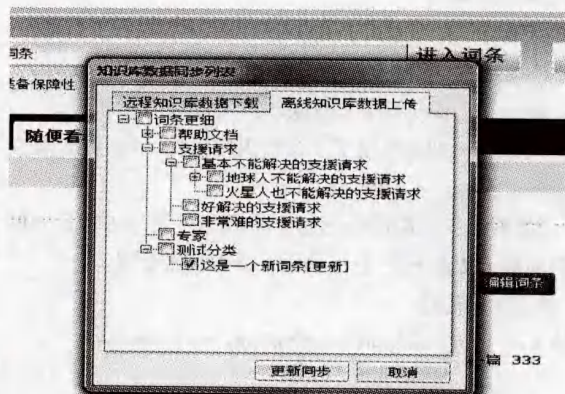 词条
进入词条
备保障性
随便看
知识库数据同步列表
远程知识库数据下载 离线知识库数据上传
词条更细
帮助文档
支援请求
基本不能解决的支援请求
地球人不能解决的支援请求
火星人也不能解决的支援请求
好解决的支援请求
非常难的支援请求
专家
测试分类
这是一个新词条[更新]
编辑词条
篇 333
更新同步 取消